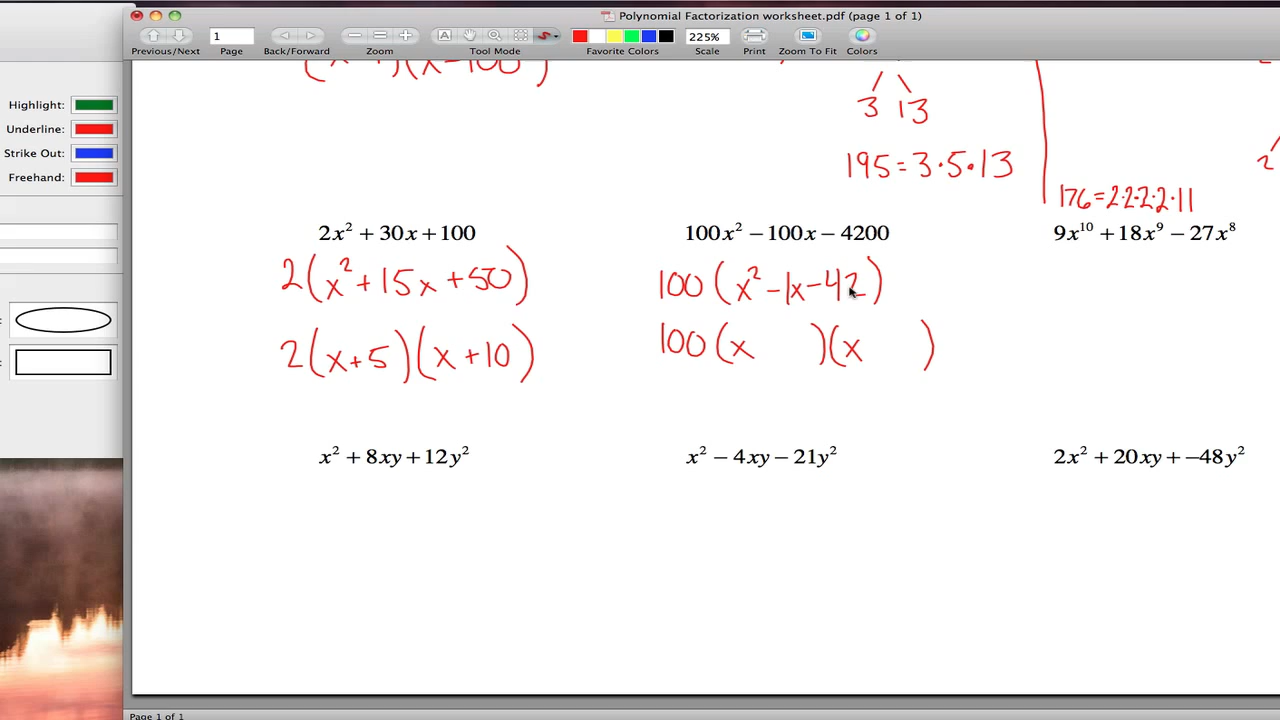 Polynomial Factorization worksheet.pdf (page 1 of 1)
1
225%
Previous/Next Page Back/Forward Zoom Tool Mode Favorite Colors Scale Print Zoom To Fit Colors
Highlight:
Underline:
Strike Out:
Freehand:
3 13
195=3·5·13
176=2·2·2·2·11
2x² + 30x + 100
100x² − 100x − 4200
9x¹⁰ + 18x⁹ − 27x⁸
2(x²+15x+50)
100(x²-1x-42)
2(x+5)(x+10)
100(x )(x )
x² + 8xy + 12y²
x² − 4xy − 21y²
2x² + 20xy + −48y²
Page 1 of 1